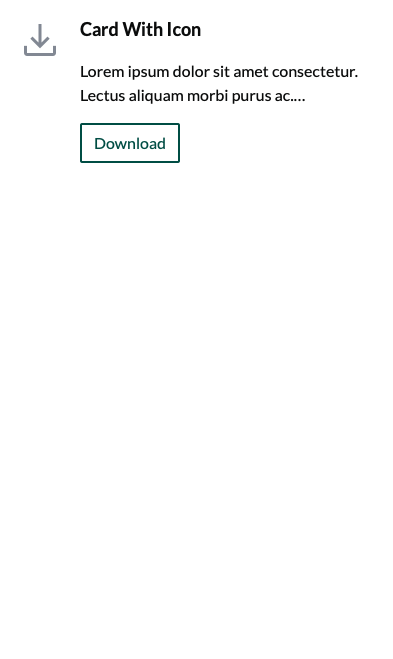 Card With Icon
Lorem ipsum dolor sit amet consectetur.
Lectus aliquam morbi purus ac....
Download